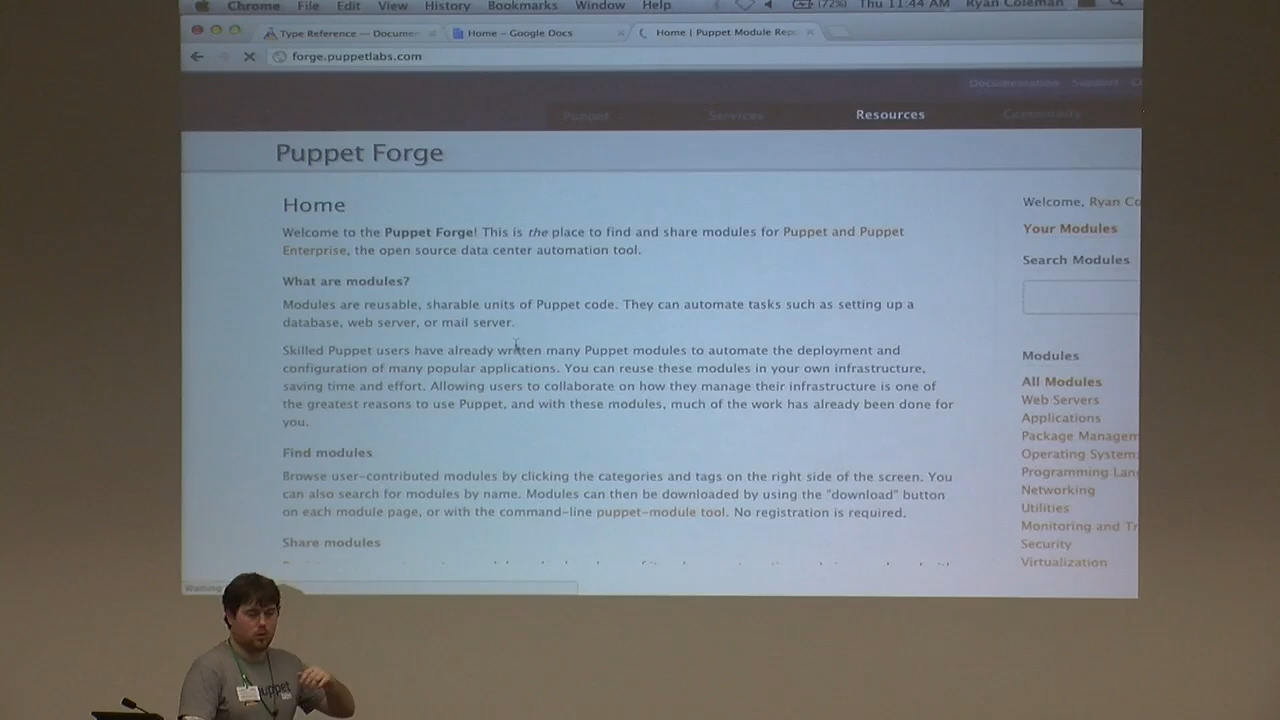 Chrome File Edit View History Bookmarks Window Help (72%) Thu 11:44 AM Ryan Coleman
Type Reference — Documen Home – Google Docs Home | Puppet Module Repo
forge.puppetlabs.com
Documentation Support
Puppet Services Resources Community
Puppet Forge
Home
Welcome to the Puppet Forge! This is the place to find and share modules for Puppet and Puppet
Enterprise, the open source data center automation tool.
What are modules?
Modules are reusable, sharable units of Puppet code. They can automate tasks such as setting up a
database, web server, or mail server.
Skilled Puppet users have already written many Puppet modules to automate the deployment and
configuration of many popular applications. You can reuse these modules in your own infrastructure,
saving time and effort. Allowing users to collaborate on how they manage their infrastructure is one of
the greatest reasons to use Puppet, and with these modules, much of the work has already been done for
you.
Find modules
Browse user-contributed modules by clicking the categories and tags on the right side of the screen. You
can also search for modules by name. Modules can then be downloaded by using the "download" button
on each module page, or with the command-line puppet-module tool. No registration is required.
Share modules
Welcome, Ryan Co
Your Modules
Search Modules
Modules
All Modules
Web Servers
Applications
Package Managem
Operating System
Programming Lan
Networking
Utilities
Monitoring and Tr
Security
Virtualization
Waiting
puppet
labs